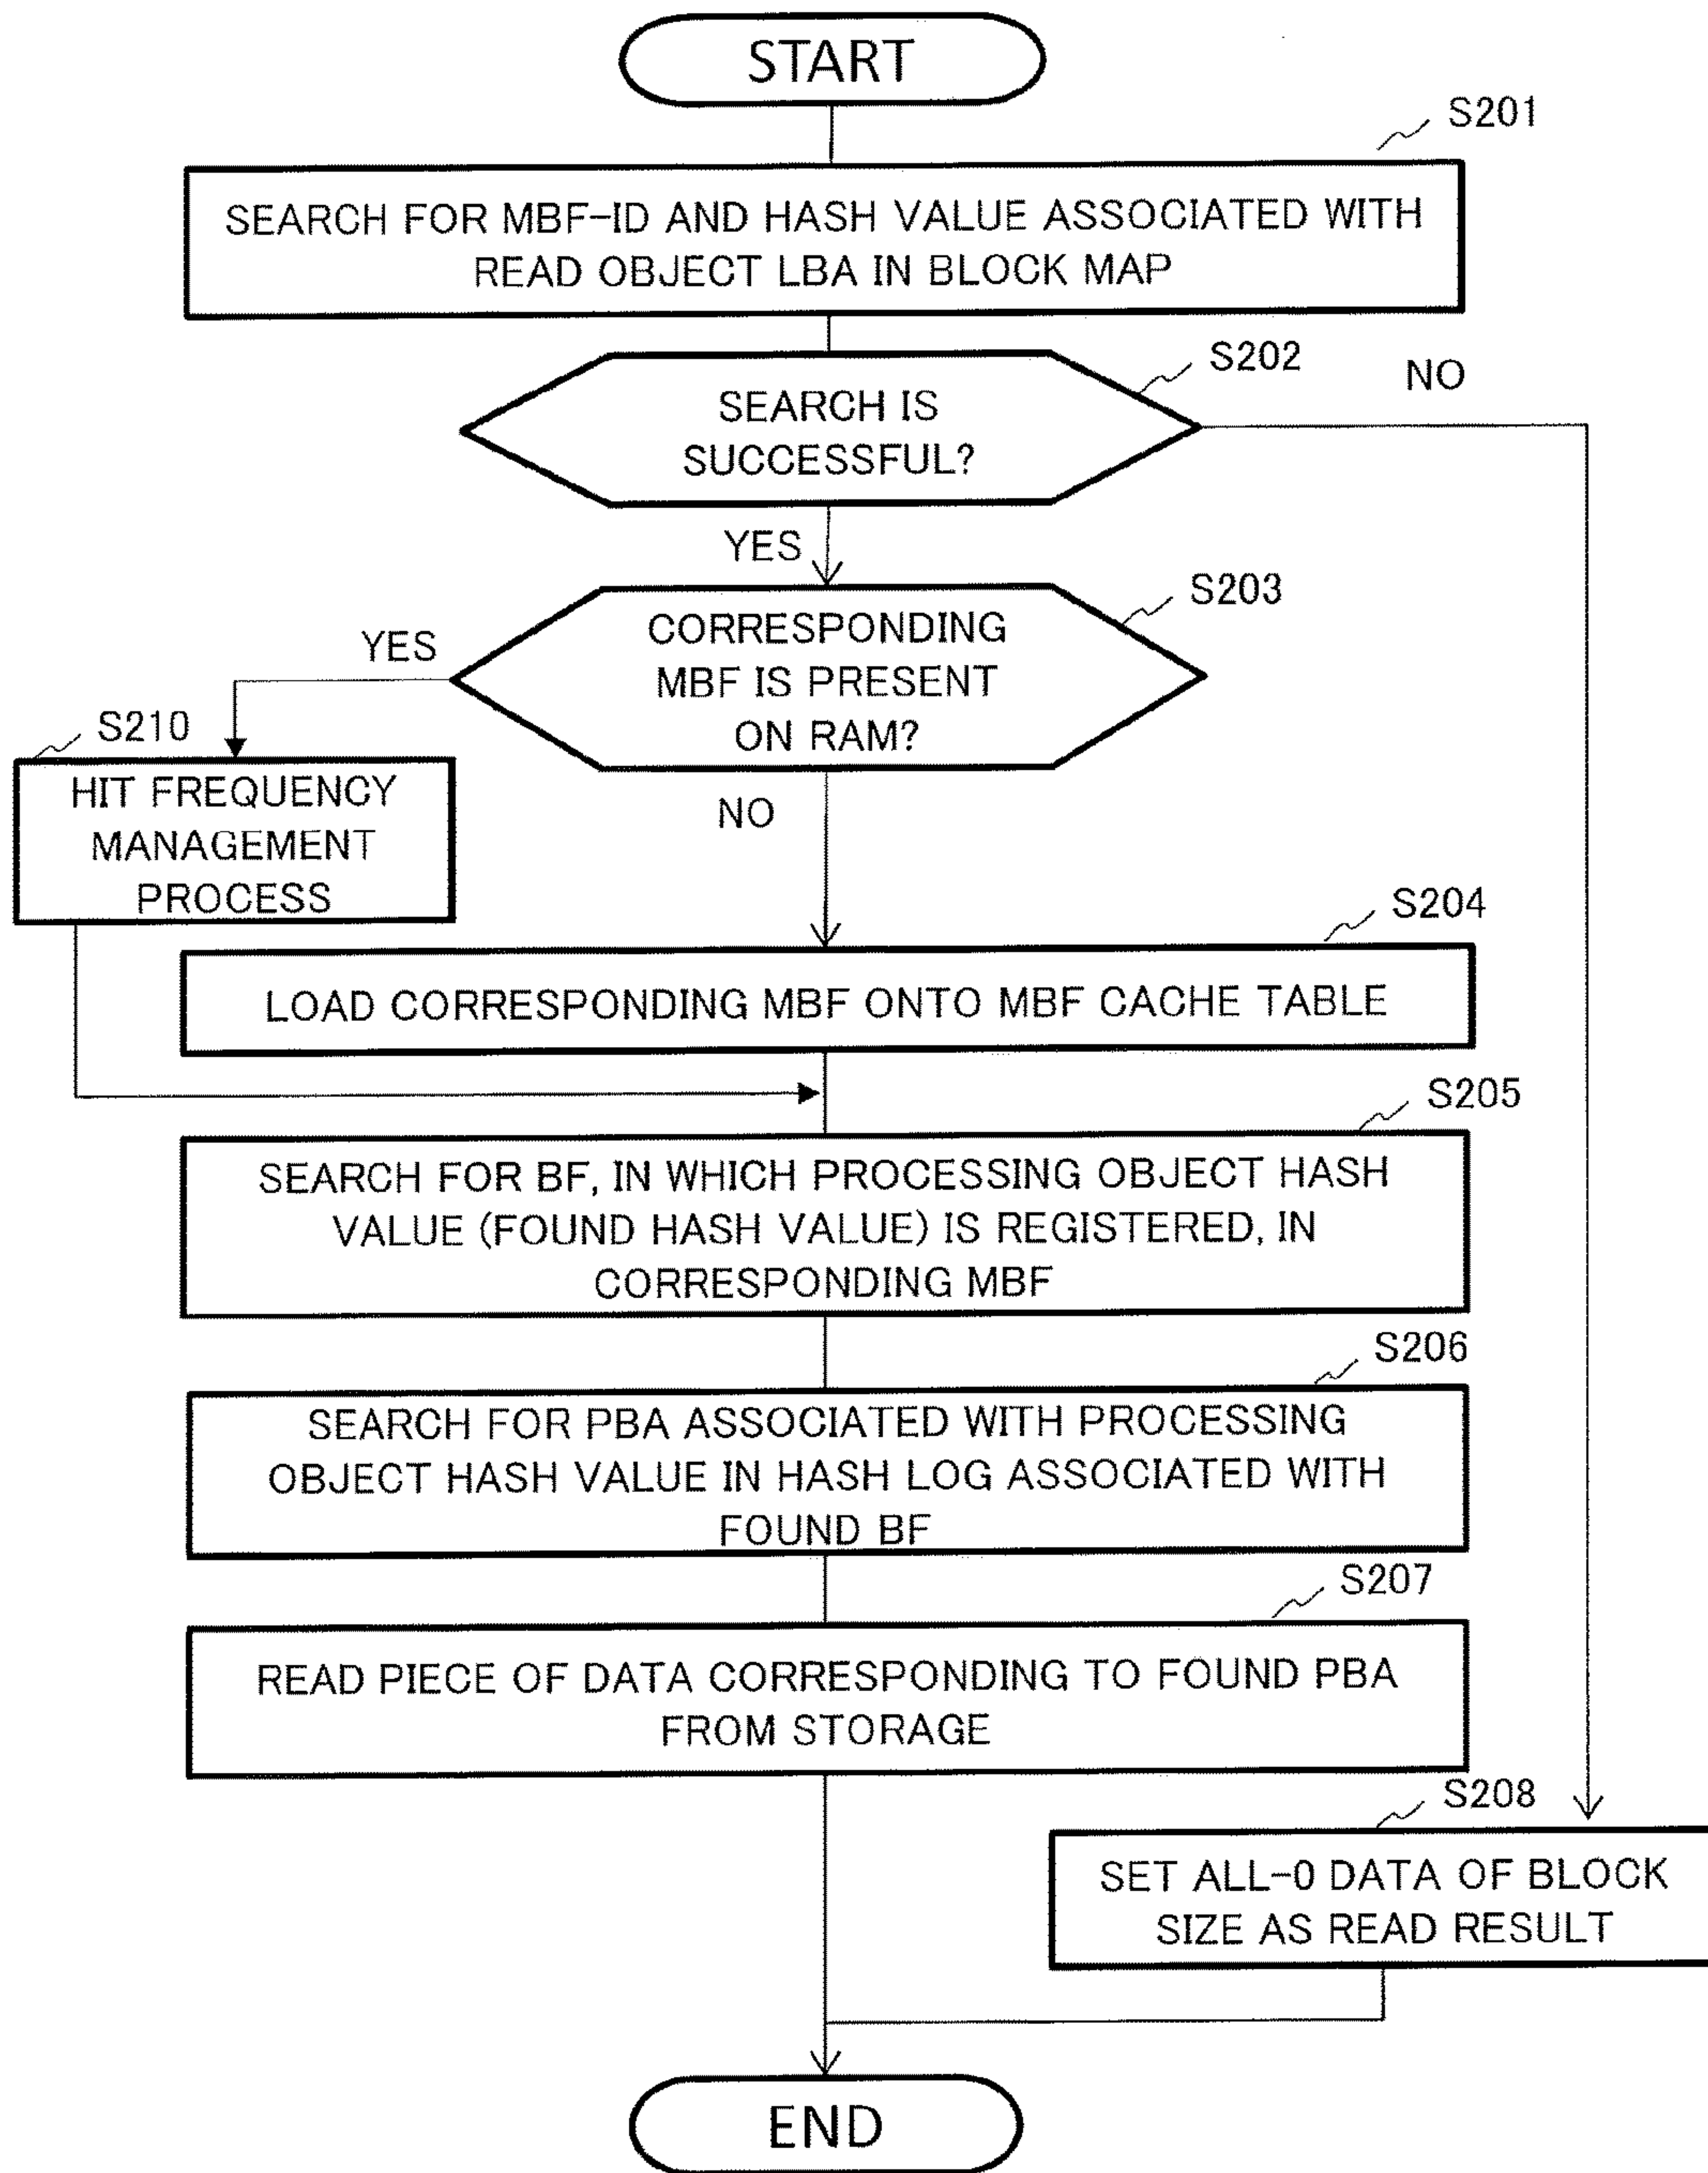 START
S201
SEARCH FOR MBF-ID AND HASH VALUE ASSOCIATED WITH
READ OBJECT LBA IN BLOCK MAP
S202
NO
SEARCH IS
SUCCESSFUL?
YES
S203
CORRESPONDING
MBF IS PRESENT
ON RAM?
YES
S210
HIT FREQUENCY
MANAGEMENT
PROCESS
NO
S204
LOAD CORRESPONDING MBF ONTO MBF CACHE TABLE
S205
SEARCH FOR BF, IN WHICH PROCESSING OBJECT HASH
VALUE (FOUND HASH VALUE) IS REGISTERED, IN
CORRESPONDING MBF
S206
SEARCH FOR PBA ASSOCIATED WITH PROCESSING
OBJECT HASH VALUE IN HASH LOG ASSOCIATED WITH
FOUND BF
S207
READ PIECE OF DATA CORRESPONDING TO FOUND PBA
FROM STORAGE
S208
SET ALL-0 DATA OF BLOCK
SIZE AS READ RESULT
END